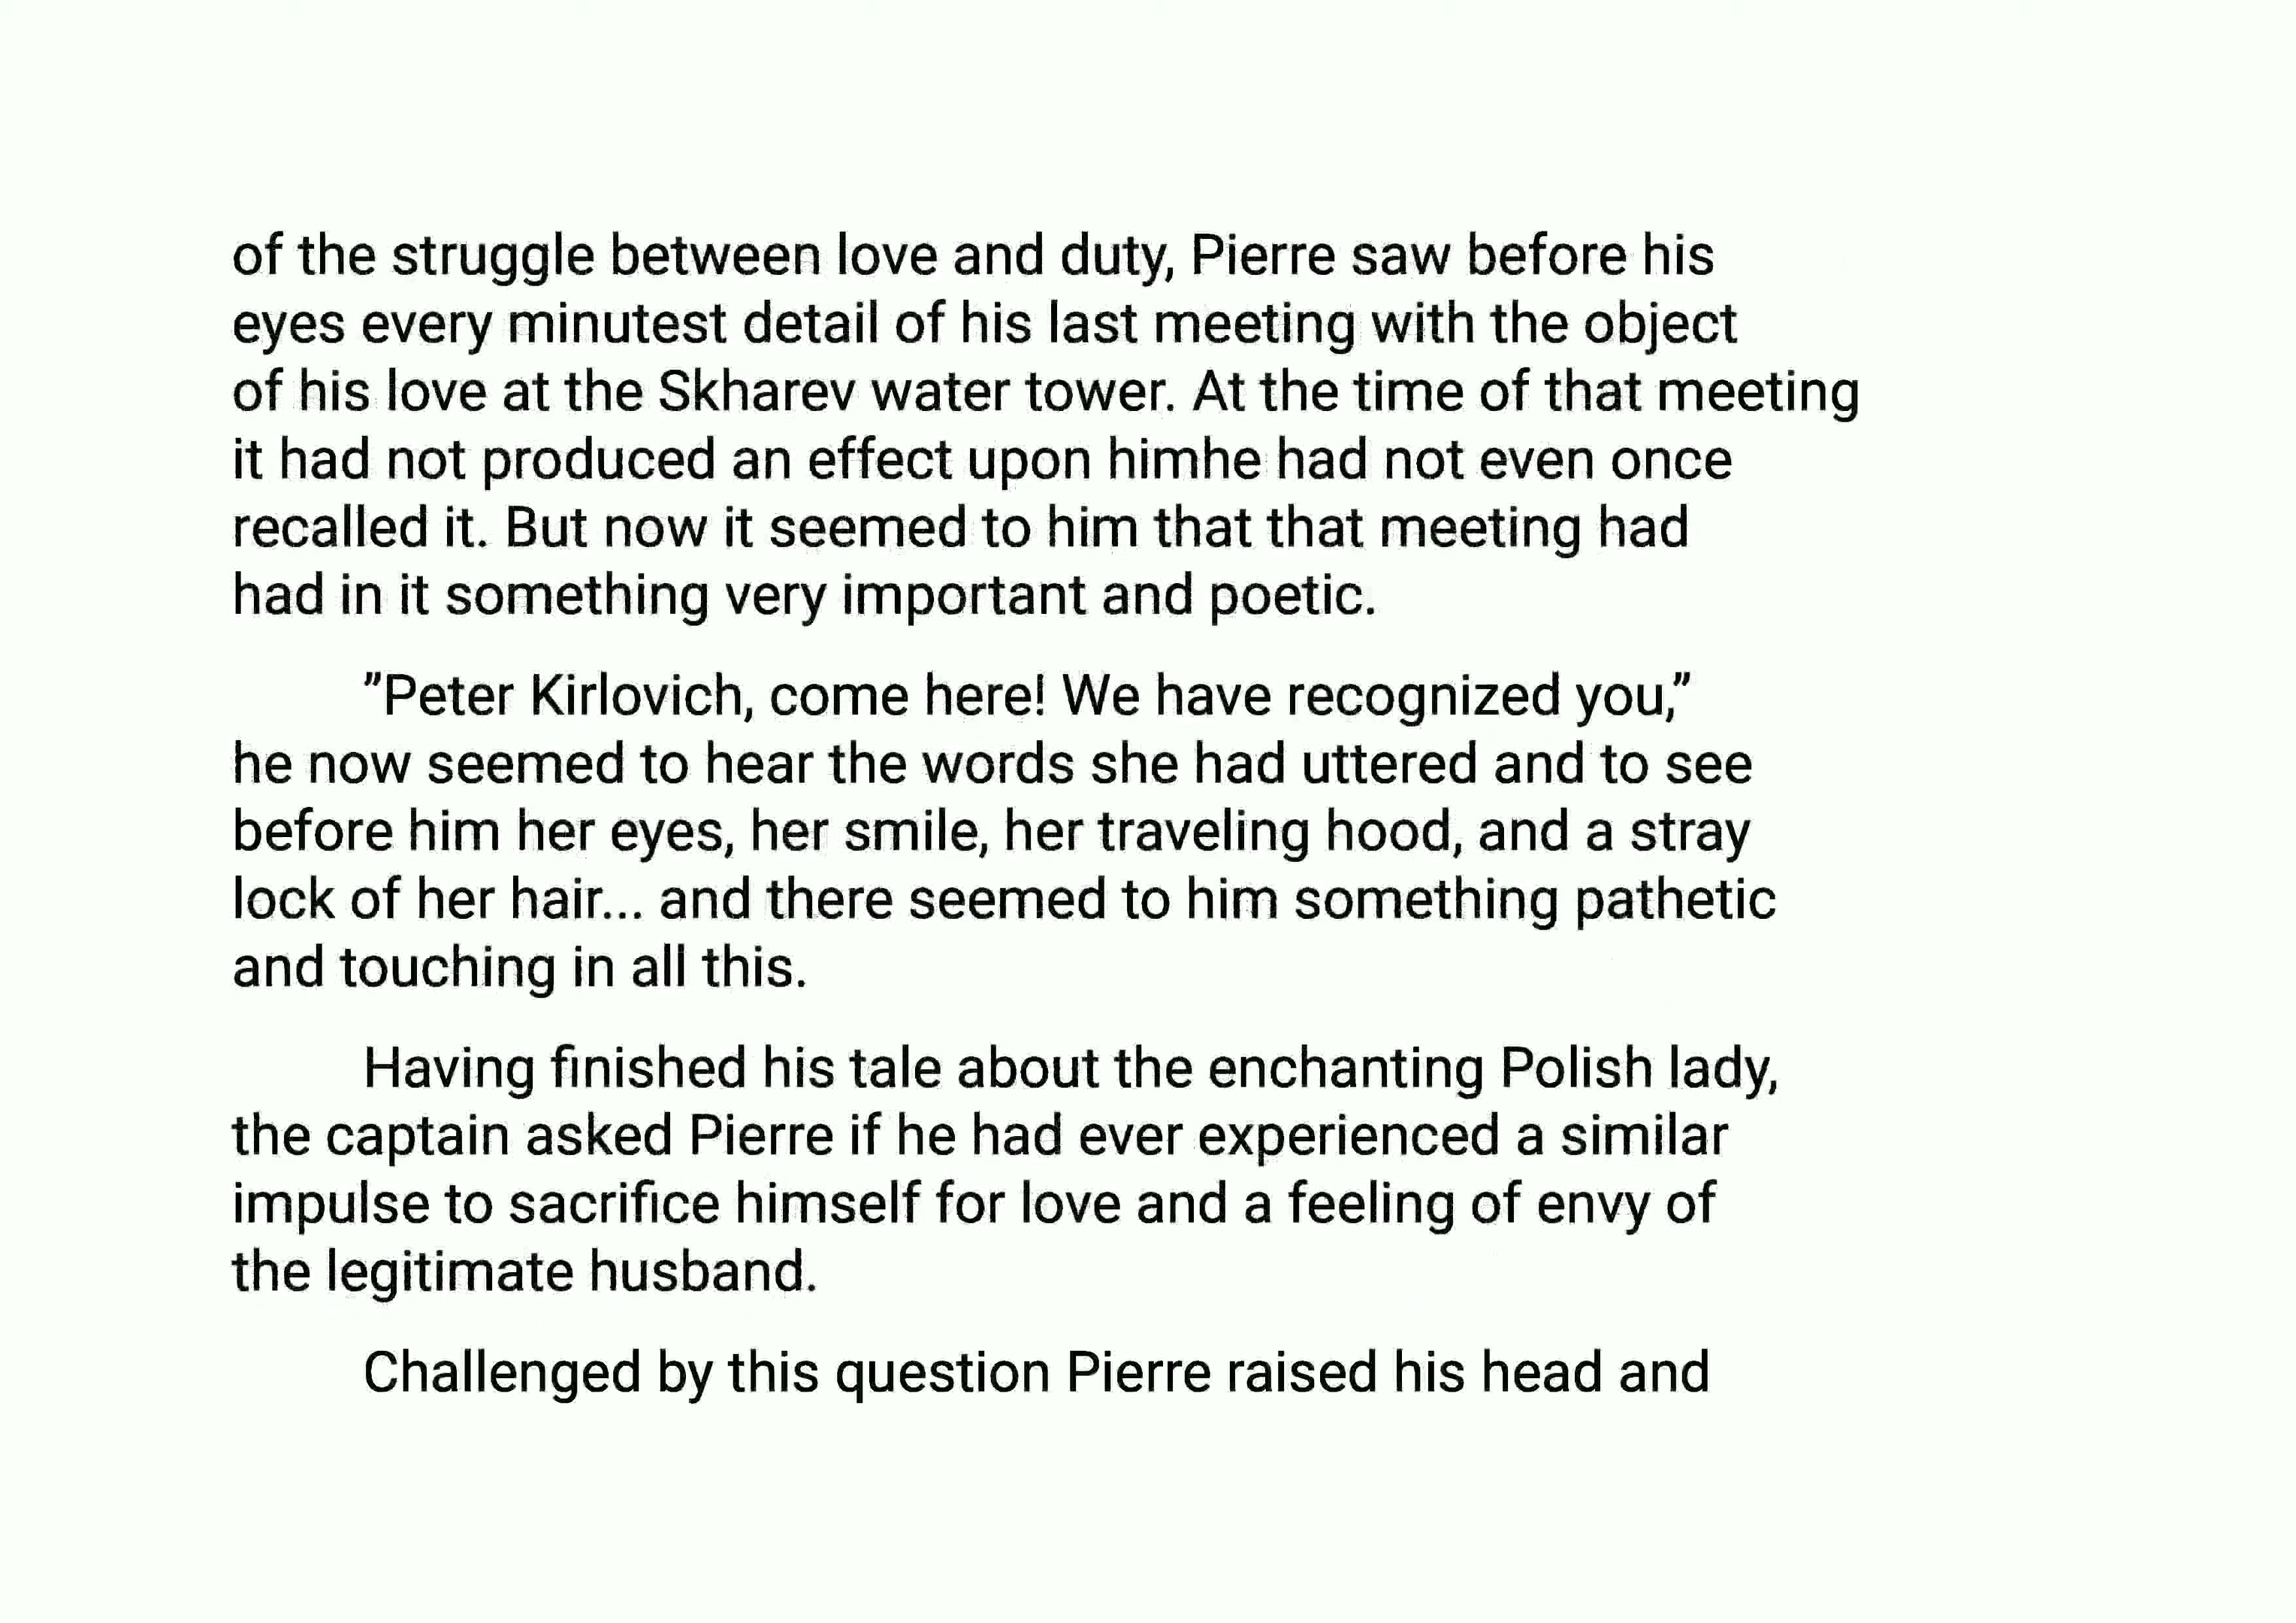 of the struggle between love and duty, Pierre saw before his
eyes every minutest detail of his last meeting with the object
of his love at the Skharev water tower. At the time of that meeting
it had not produced an effect upon himhe had not even once
recalled it. But now it seemed to him that that meeting had
had in it something very important and poetic.
"Peter Kirlovich, come here! We have recognized you,"
he now seemed to hear the words she had uttered and to see
before him her eyes, her smile, her traveling hood, and a stray
lock of her hair... and there seemed to him something pathetic
and touching in all this.
Having finished his tale about the enchanting Polish lady,
the captain asked Pierre if he had ever experienced a similar
impulse to sacrifice himself for love and a feeling of envy of
the legitimate husband.
Challenged by this question Pierre raised his head and